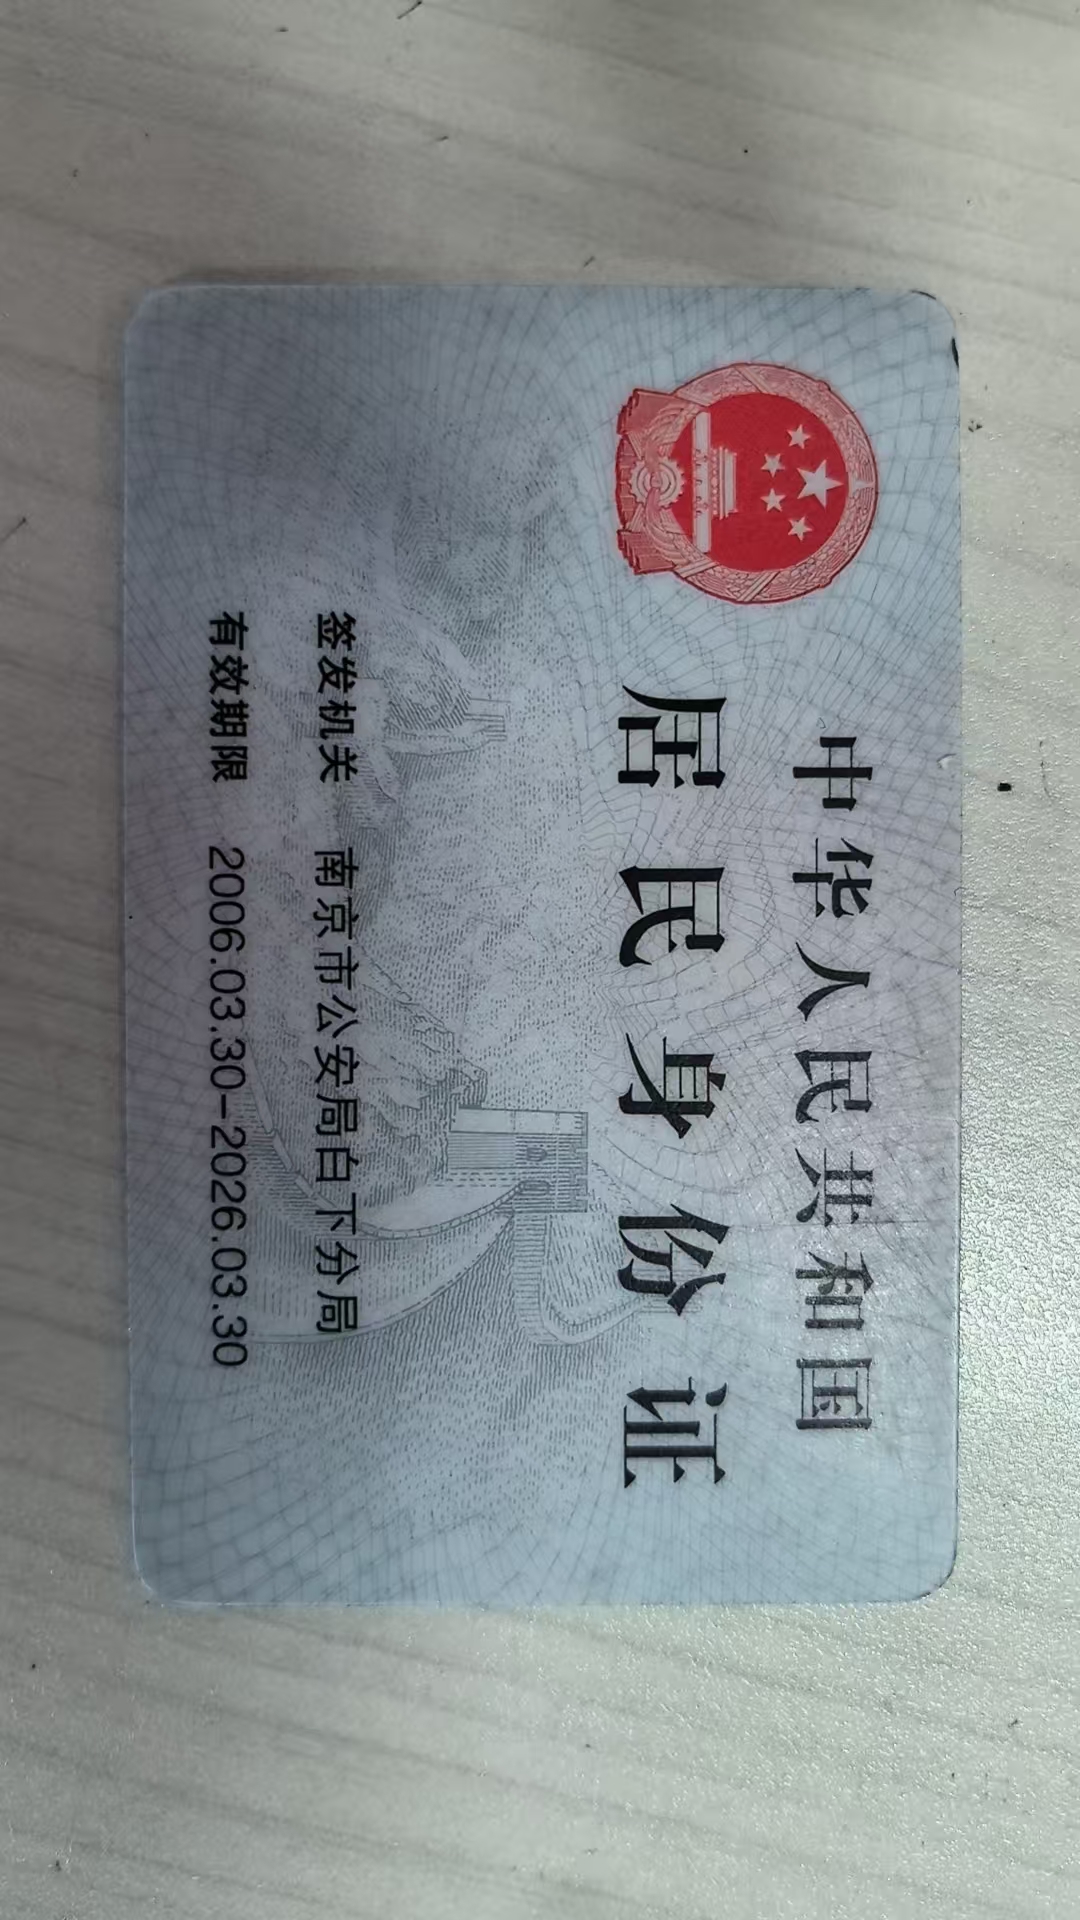 中华人民共和国
居民身份证
签发机关 南京市公安局白下分局
有效期限 2006.03.30-2026.03.30